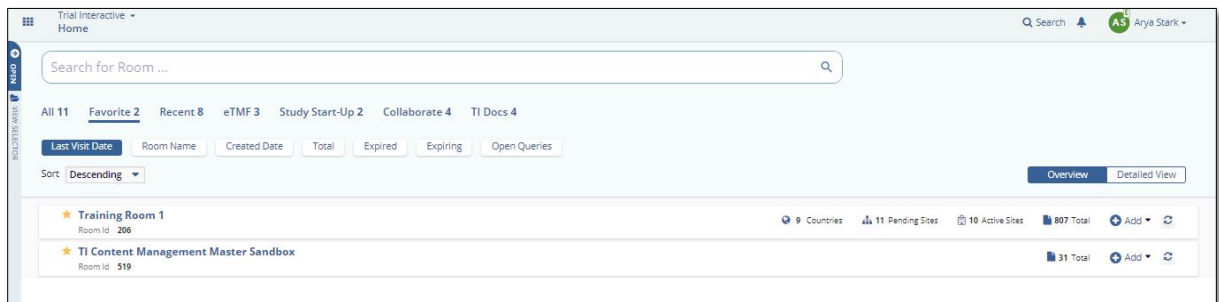 Trial Interactive
Home
Search
E
AS
Arya Stark
OPEN
VIEW SELECTOR
Search for Room ...
All 11 Favorite 2 Recent 8 eTMF 3 Study Start-Up 2 Collaborate 4 TI Docs 4
Last Visit Date Room Name Created Date Total Expired Expiring Open Queries
Sort Descending Overview Detailed View
Training Room 1
Room Id 206
9 Countries 11 Pending Sites 10 Active Sites 807 Total Add
TI Content Management Master Sandbox
Room Id 519
31 Total Add